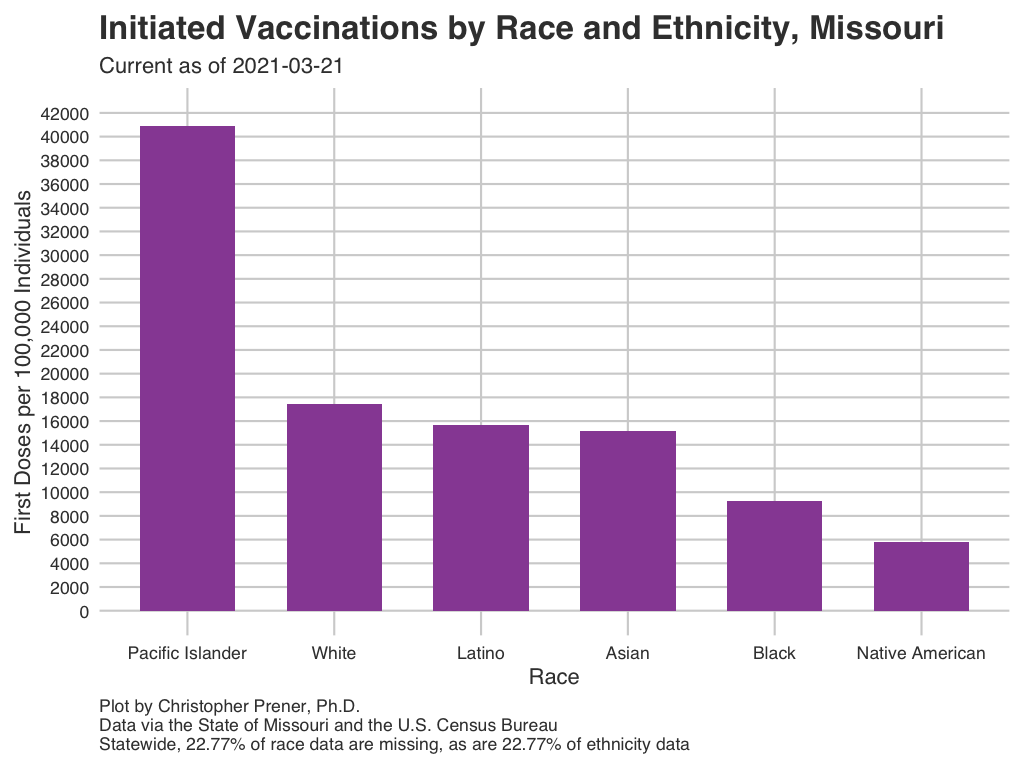 Initiated Vaccinations by Race and Ethnicity, Missouri
Current as of 2021-03-21
First Doses per 100,000 Individuals
42000
40000
38000
36000
34000
32000
30000
28000
26000
24000
22000
20000
18000
16000
14000
12000
10000
8000
6000
4000
2000
0
Pacific Islander White Latino Asian Black Native American
Race
Plot by Christopher Prener, Ph.D.
Data via the State of Missouri and the U.S. Census Bureau
Statewide, 22.77% of race data are missing, as are 22.77% of ethnicity data